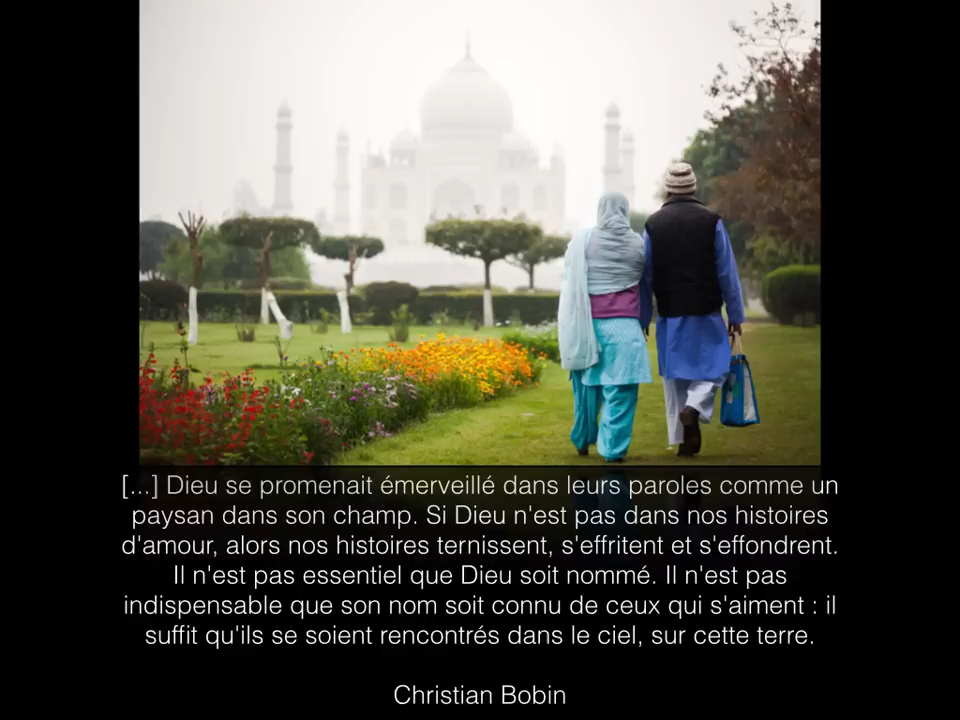 [...] Dieu se promenait émerveillé dans leurs paroles comme un
paysan dans son champ. Si Dieu n'est pas dans nos histoires
d'amour, alors nos histoires ternissent, s'effritent et s'effondrent.
Il n'est pas essentiel que Dieu soit nommé. Il n'est pas
indispensable que son nom soit connu de ceux qui s'aiment : il
suffit qu'ils se soient rencontrés dans le ciel, sur cette terre.
Christian Bobin